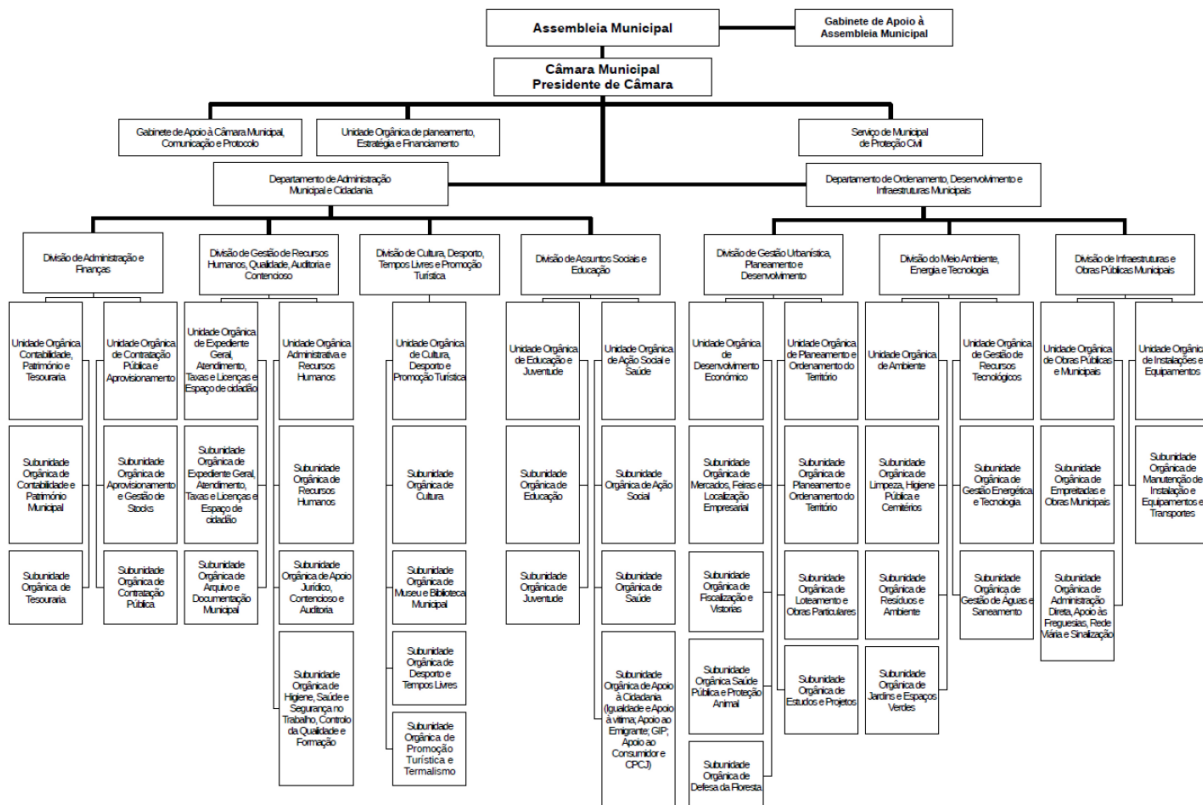 Assembleia Municipal
Gabinete de Apoio à
Assembleia Municipal
Câmara Municipal
Presidente de Câmara
Gabinete de Apoio à Câmara Municipal,
Comunicação e Protocolo
Unidade Orgânica de planeamento,
Estratégia e Financiamento
Serviço de Municipal
de Proteção Civil
Departamento de Administração
Municipal e Cidadania
Departamento de Ordenamento, Desenvolvimento e
Infraestruturas Municipais
Divisão de Administração e
Finanças
Divisão de Gestão de Recursos
Humanos, Qualidade, Auditoria e
Contencioso
Divisão de Cultura, Desporto,
Tempos Livres e Promoção
Turística
Divisão de Assuntos Sociais e
Educação
Divisão de Gestão Urbanística,
Planeamento e
Desenvolvimento
Divisão do Meio Ambiente,
Energia e Tecnologia
Divisão de Infraestruturas e
Obras Públicas Municipais
Unidade Orgânica
Contabilidade,
Património e
Tesouraria
Unidade Orgânica
de Contratação
Pública e
Aprovisionamento
Unidade Orgânica
de Expediente
Geral,
Atendimento,
Taxas e Licenças e
Espaço de cidadão
Unidade Orgânica
Administrativa e
Recursos
Humanos
Unidade Orgânica
de Cultura,
Desporto e
Promoção Turística
Unidade Orgânica
de Educação e
Juventude
Unidade Orgânica
de Ação Social e
Saúde
Unidade Orgânica
de
Desenvolvimento
Económico
Unidade Orgânica
de Planeamento e
Ordenamento do
Território
Unidade Orgânica
de Ambiente
Unidade Orgânica
de Gestão de
Recursos
Tecnológicos
Unidade Orgânica
de Obras Públicas e
Municipais
Unidade Orgânica
de Instalações e
Equipamentos
Subunidade
Orgânica de
Contabilidade e
Património
Municipal
Subunidade
Orgânica de
Aprovisionamento
e Gestão de
Stocks
Subunidade
Orgânica de
Expediente Geral,
Atendimento,
Taxas e Licenças e
Espaço de
cidadão
Subunidade
Orgânica de
Recursos
Humanos
Subunidade
Orgânica de
Cultura
Subunidade
Orgânica de
Educação
Subunidade
Orgânica de Ação
Social
Subunidade
Orgânica de
Mercados, Feiras e
Localização
Empresarial
Subunidade
Orgânica de
Planeamento e
Ordenamento do
Território
Subunidade
Orgânica de
Limpeza, Higiene
Pública e
Cemitérios
Subunidade
Orgânica de
Gestão Energética
e Tecnologia
Subunidade
Orgânica de
Empreitadas e
Obras Municipais
Subunidade
Orgânica de
Manutenção de
Instalação e
Equipamentos e
Transportes
Subunidade
Orgânica de
Tesouraria
Subunidade
Orgânica de
Contratação
Pública
Subunidade
Orgânica de
Arquivo e
Documentação
Municipal
Subunidade
Orgânica de Apoio
Jurídico,
Contencioso e
Auditoria
Subunidade
Orgânica de
Museu e Biblioteca
Municipal
Subunidade
Orgânica de
Juventude
Subunidade
Orgânica de
Saúde
Subunidade
Orgânica de
Fiscalização e
Vistorias
Subunidade
Orgânica de
Loteamento e
Obras Particulares
Subunidade
Orgânica de
Resíduos e
Ambiente
Subunidade
Orgânica de
Gestão de Águas e
Saneamento
Subunidade
Orgânica de
Administração
Direta, Apoio às
Freguesias, Rede
Viária e Sinalização
Subunidade
Orgânica de
Higiene, Saúde e
Segurança no
Trabalho, Controlo
da Qualidade e
Formação
Subunidade
Orgânica de
Desporto e
Tempos Livres
Subunidade
Orgânica de Apoio
à Cidadania
(Igualdade e Apoio
à vitima; Apoio ao
Emigrante; GIP;
Apoio ao
Consumidor e
CPCJ)
Subunidade
Orgânica Saúde
Pública e Proteção
Animal
Subunidade
Orgânica de
Estudos e Projetos
Subunidade
Orgânica de
Jardins e Espaços
Verdes
Subunidade
Orgânica de
Promoção
Turística e
Termalismo
Subunidade
Orgânica de
Defesa da Floresta